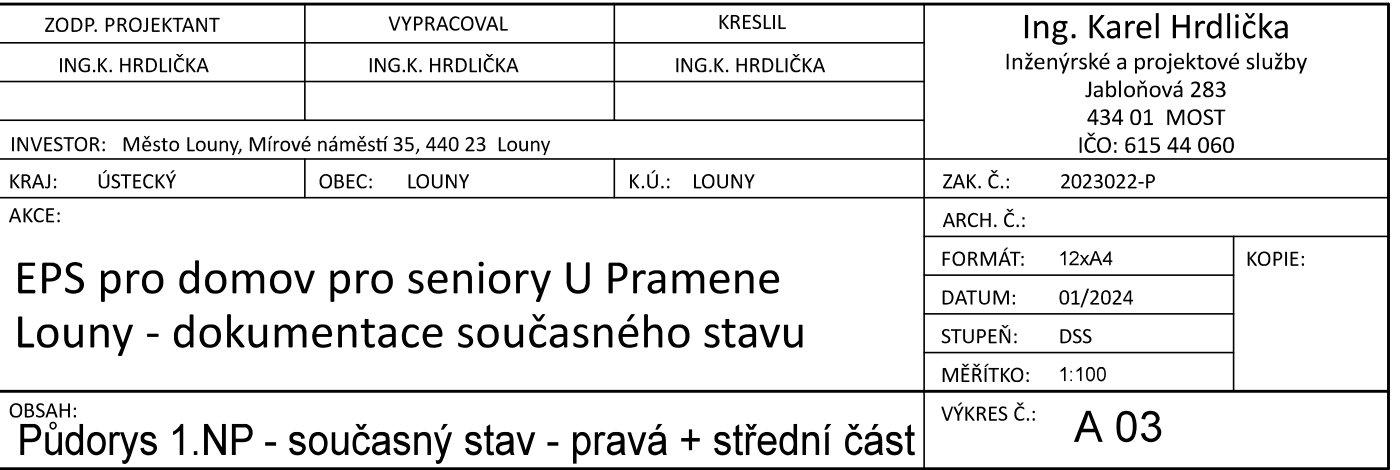 ZODP. PROJEKTANT VYPRACOVAL KRESLIL
ING.K. HRDLIČKA ING.K. HRDLIČKA ING.K. HRDLIČKA
Ing. Karel Hrdlička
Inženýrské a projektové služby
Jabloňová 283
434 01 MOST
IČO: 615 44 060
INVESTOR: Město Louny, Mírové náměstí 35, 440 23 Louny
KRAJ: ÚSTECKÝ OBEC: LOUNY K.Ú.: LOUNY
ZAK. Č.: 2023022-P
AKCE:
EPS pro domov pro seniory U Pramene
Louny - dokumentace současného stavu
ARCH. Č.:
FORMÁT: 12xA4 KOPIE:
DATUM: 01/2024
STUPEŇ: DSS
MĚŘÍTKO: 1:100
OBSAH:
Půdorys 1.NP - současný stav - pravá + střední část
VÝKRES Č.: A 03